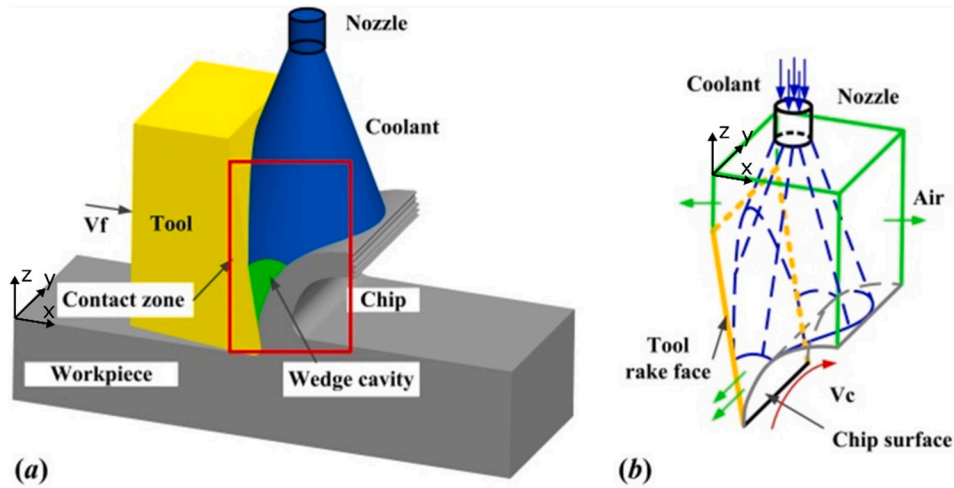 Nozzle
Coolant
Vf
Tool
z
y
x
Contact zone
Chip
Workpiece
Wedge cavity
(a)
Coolant
Nozzle
z
y
x
Air
Tool
rake face
Vc
Chip surface
(b)